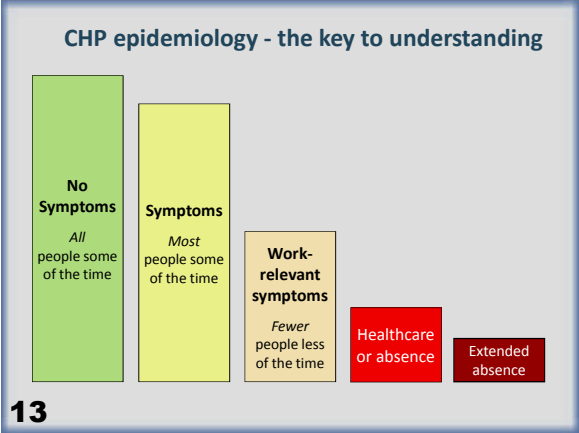 CHP epidemiology - the key to understanding
No
Symptoms
All
people some
of the time
Symptoms
Most
people some
of the time
Work-
relevant
symptoms
Fewer
people less
of the time
Healthcare
or absence
Extended
absence
13